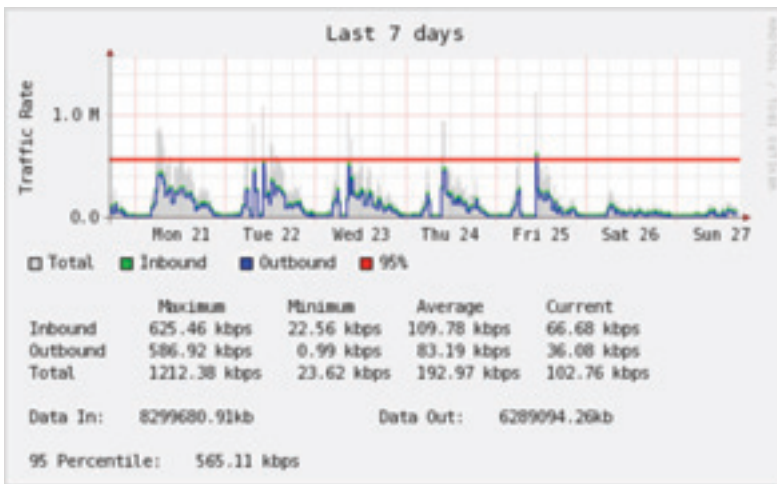 Last 7 days
Traffic Rate
1.0 M
0.0
Mon 21 Tue 22 Wed 23 Thu 24 Fri 25 Sat 26 Sun 27
Total Inbound Outbound 95%
Maximum Minimum Average Current
Inbound 625.46 kbps 22.56 kbps 109.78 kbps 66.68 kbps
Outbound 586.92 kbps 0.99 kbps 83.19 kbps 36.08 kbps
Total 1212.38 kbps 23.62 kbps 192.97 kbps 102.76 kbps
Data In: 8299680.91kb Data Out: 6289094.26kb
95 Percentile: 565.11 kbps